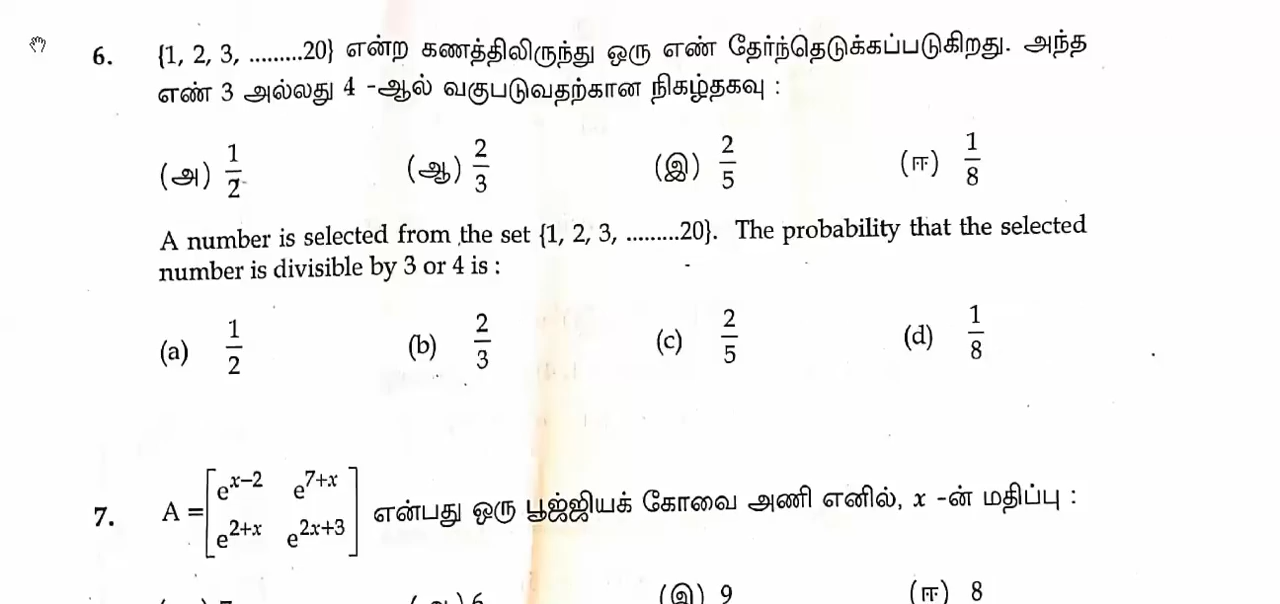 6. {1, 2, 3, .........20} என்ற கணத்திலிருந்து ஒரு எண் தேர்ந்தெடுக்கப்படுகிறது. அந்த
எண் 3 அல்லது 4 -ஆல் வகுபடுவதற்கான நிகழ்தகவு :
(அ) 1/2 (ஆ) 2/3 (இ) 2/5 (ஈ) 1/8
A number is selected from the set {1, 2, 3, .........20}. The probability that the selected
number is divisible by 3 or 4 is :
(a) 1/2 (b) 2/3 (c) 2/5 (d) 1/8
7. A = [e^(x−2) e^(7+x)
e^(2+x) e^(2x+3)] என்பது ஒரு பூஜ்ஜியக் கோவை அணி எனில், x -ன் மதிப்பு :
6 (இ) 9 (ஈ) 8